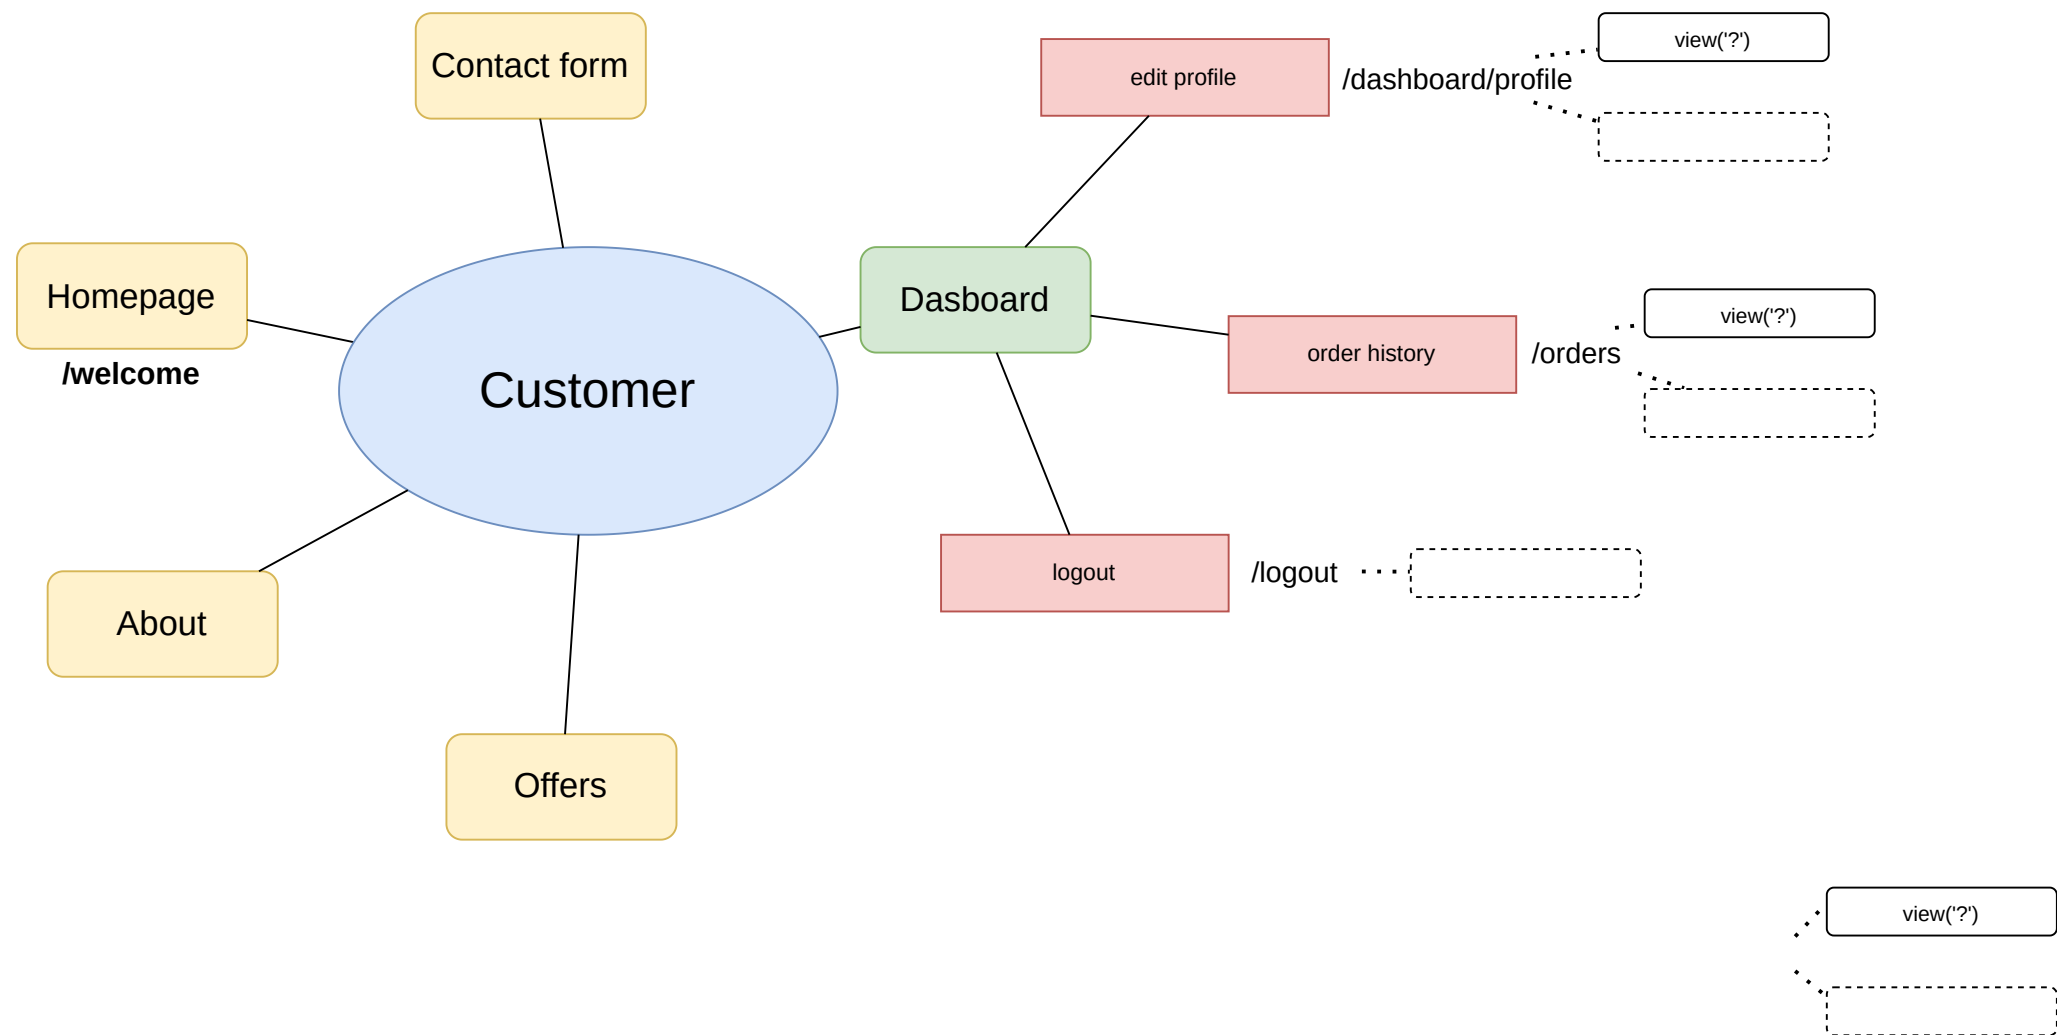 Contact form
edit profile
/dashboard/profile
view('?')
Homepage
/welcome
Customer
Dasboard
order history
/orders
view('?')
logout
/logout
About
Offers
view('?')